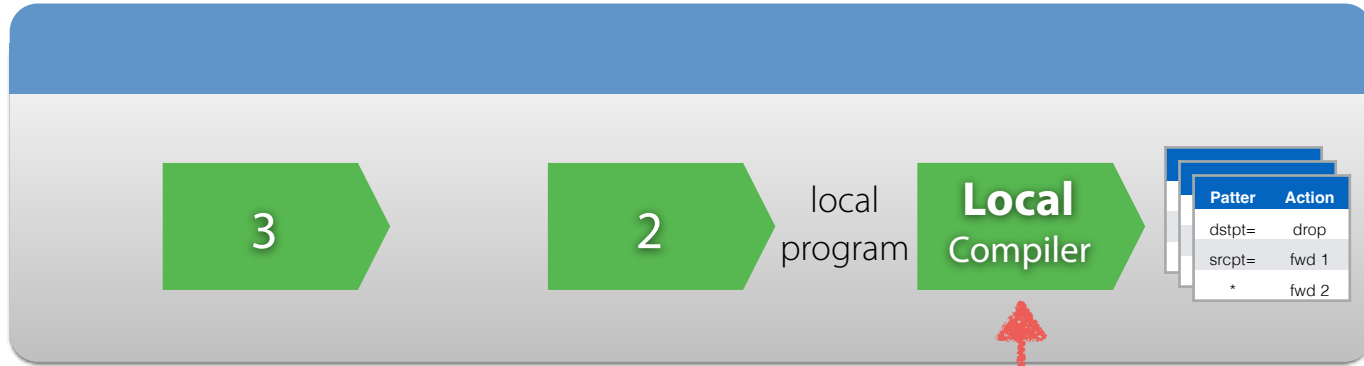 3
2
local
program
Local
Compiler
Patter Action
dstpt= drop
srcpt= fwd 1
* fwd 2